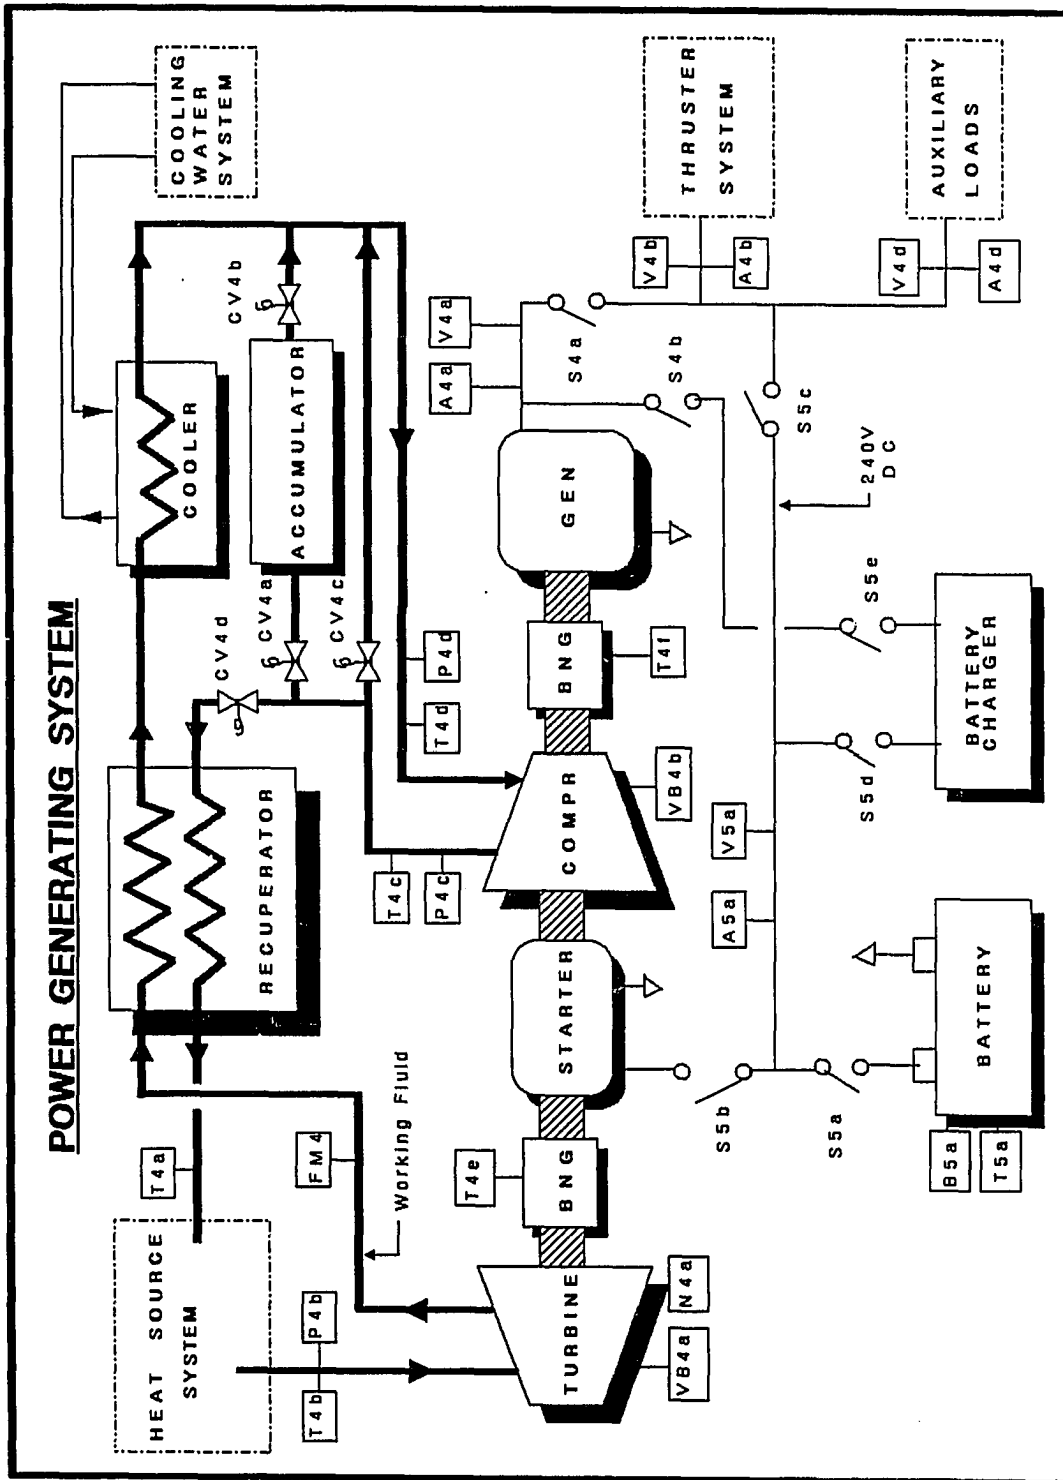 POWER GENERATING SYSTEM
HEAT SOURCE
SYSTEM
T4a
RECUPERATOR
CV4d
COOLER
COOLING
WATER
SYSTEM
ACCUMULATOR
CV4b
CV4a
CV4c
T4b
P4b
FM4
Working Fluid
T4c
P4c
T4d
P4d
TURBINE
VB4a
N4a
BNG
T4e
STARTER
COMPR
VB4b
BNG
T4f
GEN
A4a
V4a
S4a
S4b
V4b
A4b
THRUSTER
SYSTEM
S5b
S5a
A5a
V5a
S5d
S5e
S5c
240V
DC
V4d
A4d
AUXILIARY
LOADS
B5a
T5a
BATTERY
BATTERY
CHARGER